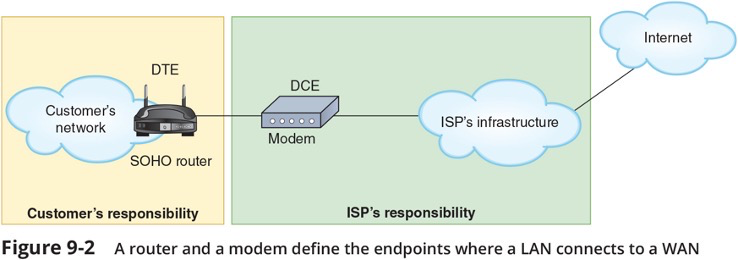 Internet
DTE
DCE
Customer's
network
ISP's infrastructure
Modem
SOHO router
Customer's responsibility
ISP's responsibility
Figure 9-2 A router and a modem define the endpoints where a LAN connects to a WAN